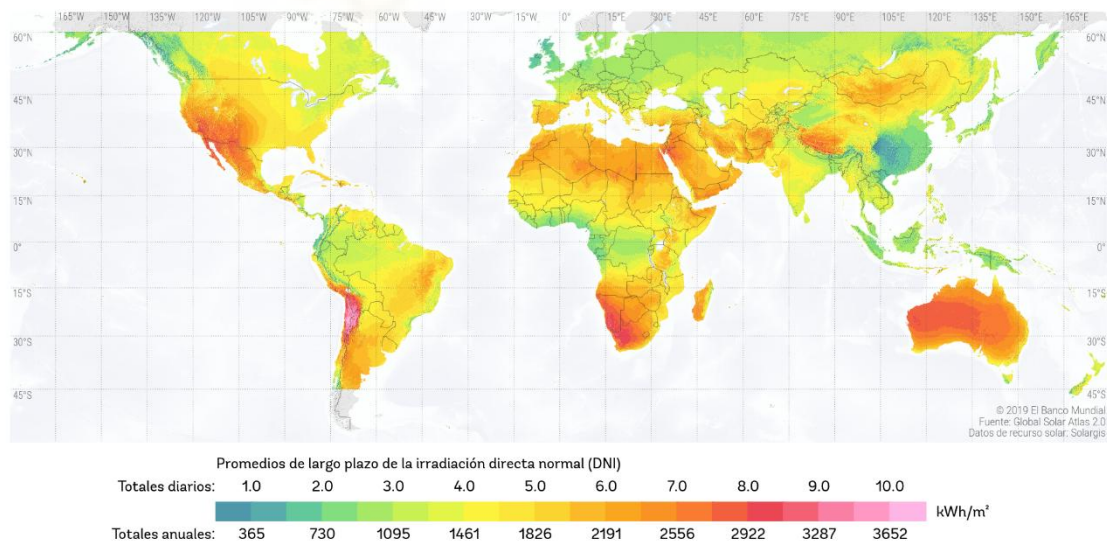 165°W 150°W 135°W 120°W 105°W 90°W 75°W 60°W 45°W 30°W 15°W 0° 15°E 30°E 45°E 60°E 75°E 90°E 105°E 120°E 135°E 150°E 165°E
60°N 60°N
45°N 45°N
30°N 30°N
15°N 15°N
0° 0°
15°S 15°S
30°S 30°S
45°S 45°S
© 2019 El Banco Mundial
Fuente: Global Solar Atlas 2.0
Datos de recurso solar: Solargis
Promedios de largo plazo de la irradiación directa normal (DNI)
Totales diarios: 1.0 2.0 3.0 4.0 5.0 6.0 7.0 8.0 9.0 10.0
kWh/m²
Totales anuales: 365 730 1095 1461 1826 2191 2556 2922 3287 3652